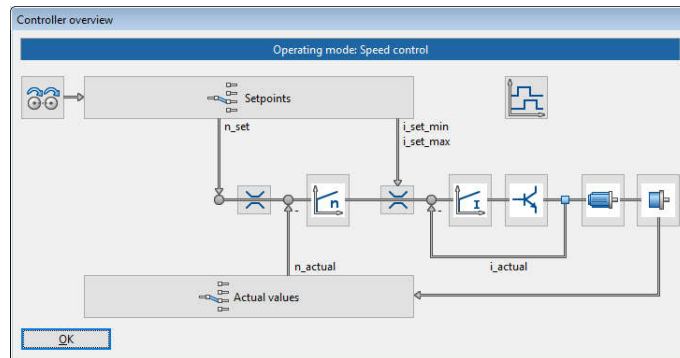 Controller overview
Operating mode: Speed control
Setpoints
n_set
i_set_min
i_set_max
-
n
-
I
n_actual
i_actual
Actual values
OK